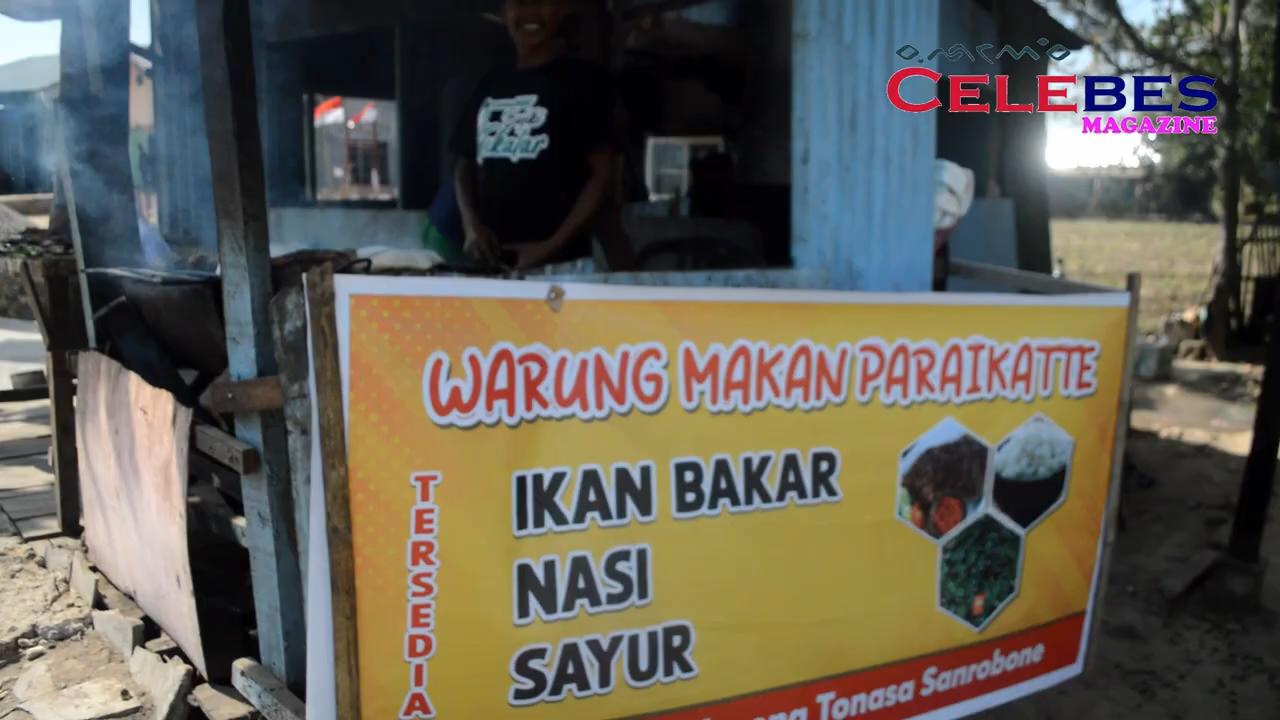 CELEBES
MAGAZINE
WARUNG MAKAN PARAIKATTE
TERSEDIA
IKAN BAKAR
NASI
SAYUR
Tonasa Sanrobone